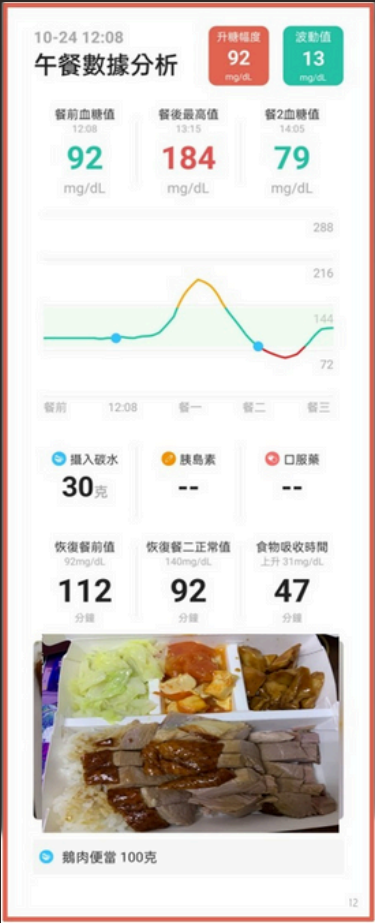 10-24 12:08
午餐數據分析
升糖幅度
92
mg/dL
波動值
13
mg/dL
餐前血糖值
12:08
92
mg/dL
餐後最高值
13:15
184
mg/dL
餐2血糖值
14:05
79
mg/dL
288
216
144
72
餐前 12:08 餐一 餐二 餐三
攝入碳水
30克
胰島素
--
口服藥
--
恢復餐前值
92mg/dL
112
分鐘
恢復餐二正常值
140mg/dL
92
分鐘
食物吸收時間
上升 31mg/dL
47
分鐘
鵝肉便當 100克
12